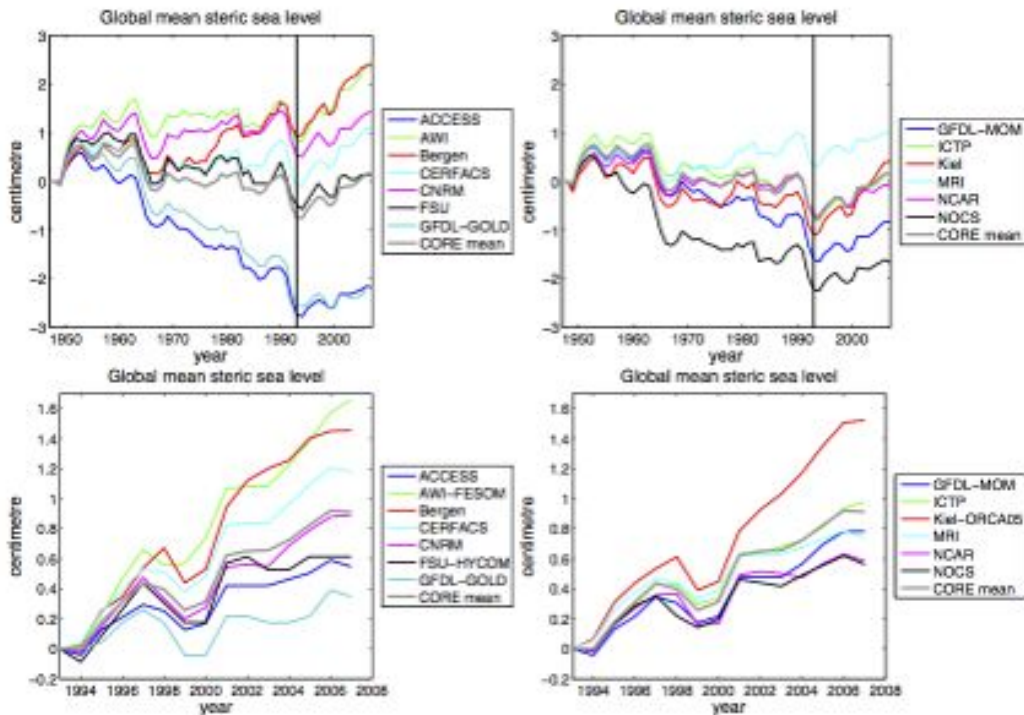 Global mean steric sea level
centimetre
3
2
1
0
−1
−2
−3
1950 1960 1970 1980 1990 2000
year
ACCESS
AWI
Bergen
CERFACS
CNRM
FSU
GFDL−GOLD
CORE mean
Global mean steric sea level
centimetre
3
2
1
0
−1
−2
−3
1950 1960 1970 1980 1990 2000
year
GFDL−MOM
ICTP
Kiel
MRI
NCAR
NOCS
CORE mean
Global mean steric sea level
centimetre
1.6
1.4
1.2
1
0.8
0.6
0.4
0.2
0
−0.2
1994 1996 1998 2000 2002 2004 2006 2008
year
ACCESS
AWI−FESOM
Bergen
CERFACS
CNRM
FSU−HYCOM
GFDL−GOLD
CORE mean
Global mean steric sea level
centimetre
1.6
1.4
1.2
1
0.8
0.6
0.4
0.2
0
−0.2
1994 1996 1998 2000 2002 2004 2006 2008
year
GFDL−MOM
ICTP
Kiel−ORCA05
MRI
NCAR
NOCS
CORE mean